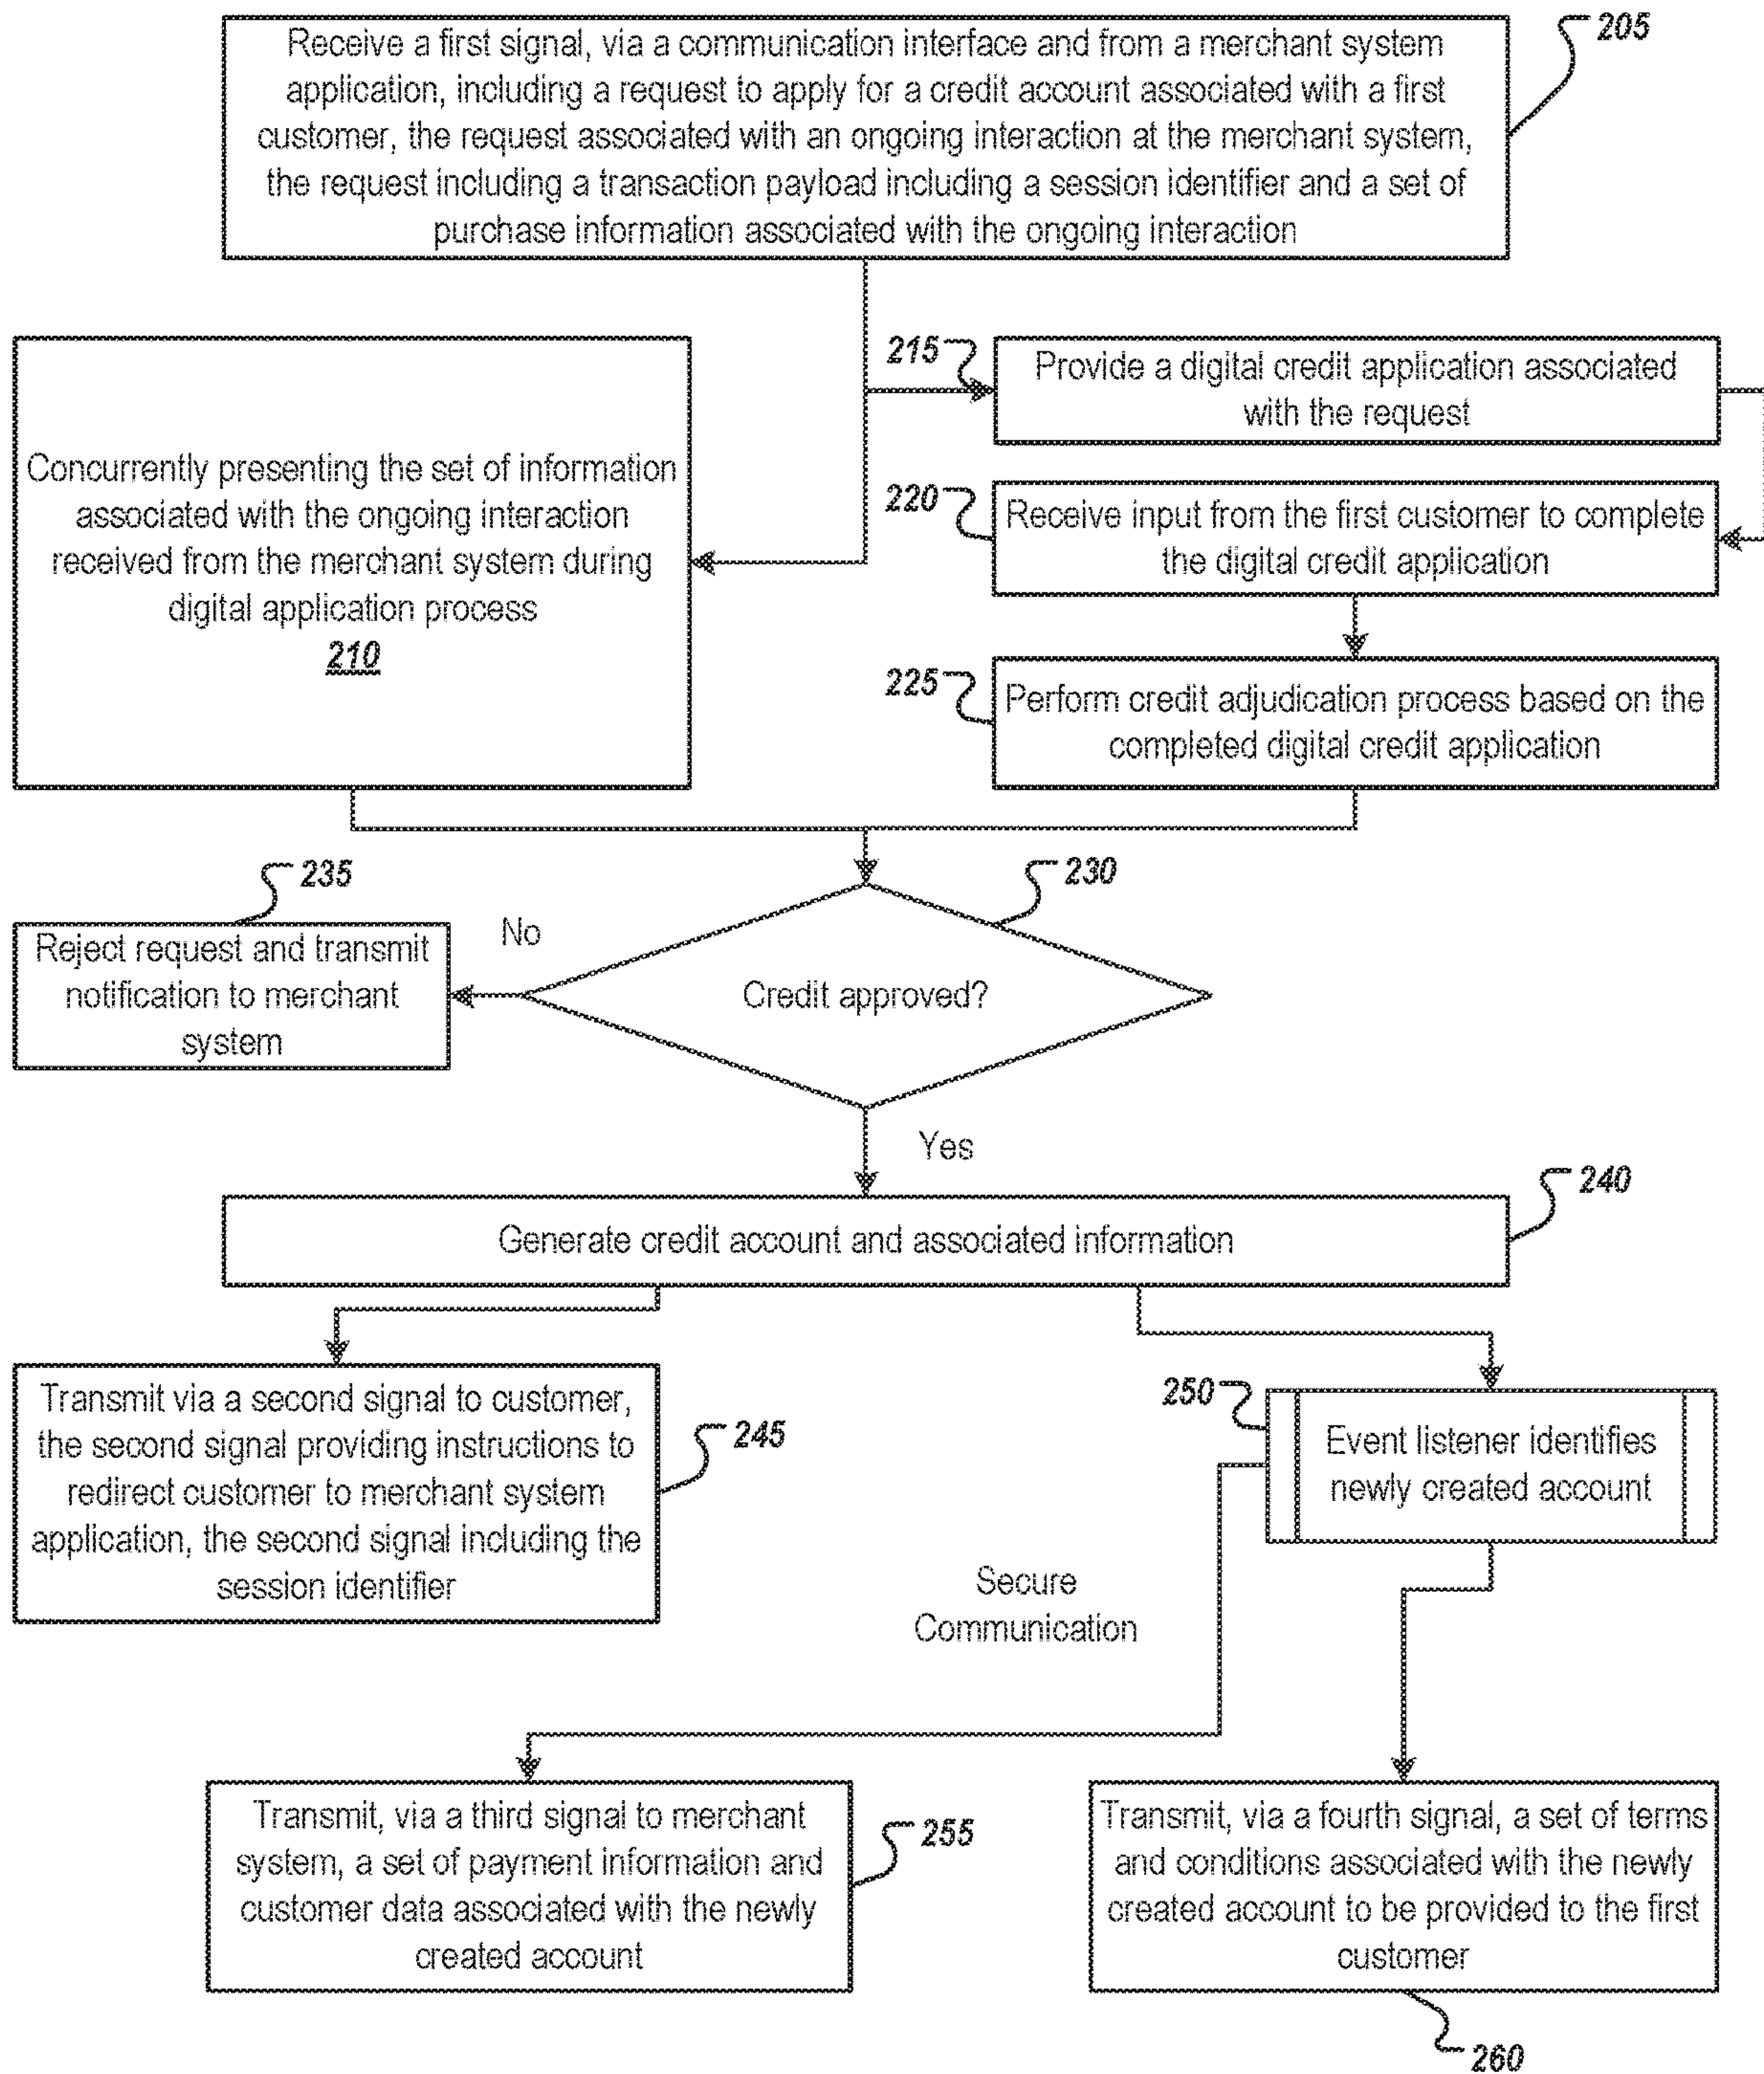 Receive a first signal, via a communication interface and from a merchant system
application, including a request to apply for a credit account associated with a first
customer, the request associated with an ongoing interaction at the merchant system,
the request including a transaction payload including a session identifier and a set of
purchase information associated with the ongoing interaction
205
Concurrently presenting the set of information
associated with the ongoing interaction
received from the merchant system during
digital application process
210
215
Provide a digital credit application associated
with the request
220
Receive input from the first customer to complete
the digital credit application
225
Perform credit adjudication process based on the
completed digital credit application
230
Credit approved?
No
235
Reject request and transmit
notification to merchant
system
Yes
240
Generate credit account and associated information
Transmit via a second signal to customer,
the second signal providing instructions to
redirect customer to merchant system
application, the second signal including the
session identifier
245
250
Event listener identifies
newly created account
Secure
Communication
Transmit, via a third signal to merchant
system, a set of payment information and
customer data associated with the newly
created account
255
Transmit, via a fourth signal, a set of terms
and conditions associated with the newly
created account to be provided to the first
customer
260